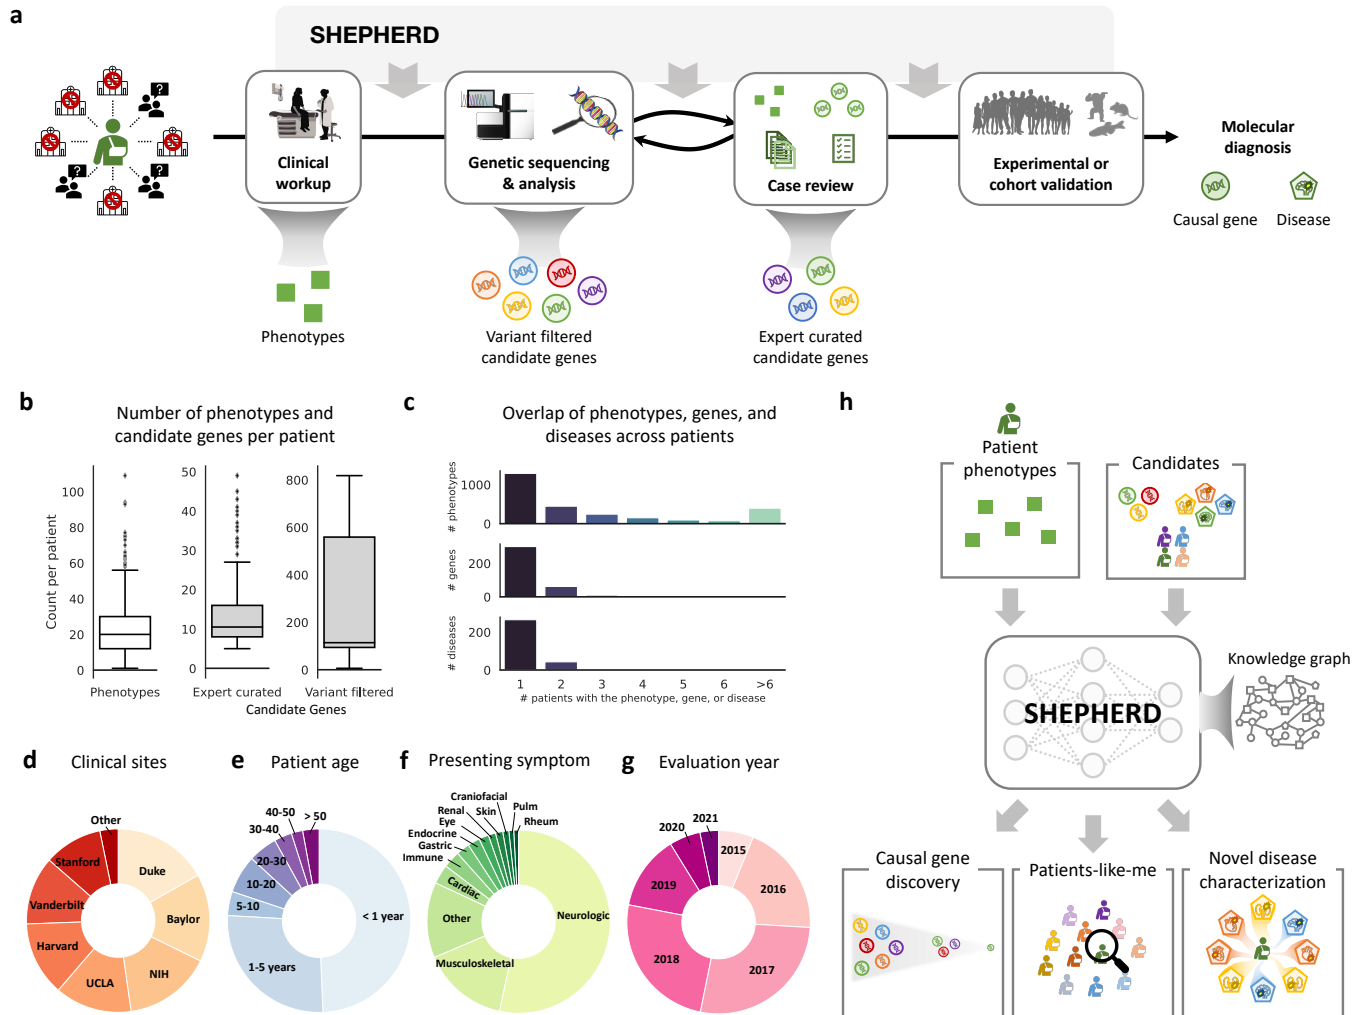 a
SHEPHERD
Clinical
workup
Genetic sequencing
& analysis
Case review
Experimental or
cohort validation
Molecular
diagnosis
Causal gene
Disease
? 
?
?
Phenotypes
Variant filtered
candidate genes
Expert curated
candidate genes
b
Number of phenotypes and
candidate genes per patient
Count per patient
100
80
60
40
20
0
Phenotypes
50
40
30
20
10
0
Expert curated
800
600
400
200
0
Variant filtered
Candidate Genes
c
Overlap of phenotypes, genes, and
diseases across patients
# phenotypes
1000
0
# genes
200
0
# diseases
200
0
1 2 3 4 5 6 >6
# patients with the phenotype, gene, or disease
d
Clinical sites
Other
Duke
Baylor
NIH
UCLA
Harvard
Vanderbilt
Stanford
e
Patient age
< 1 year
1-5 years
5-10
10-20
20-30
30-40
40-50
> 50
f
Presenting symptom
Neurologic
Musculoskeletal
Other
Cardiac
Immune
Gastric
Endocrine
Eye
Renal
Skin
Craniofacial
Pulm
Rheum
g
Evaluation year
2015
2016
2017
2018
2019
2020
2021
h
Patient
phenotypes
Candidates
SHEPHERD
Knowledge graph
Causal gene
discovery
Patients-like-me
Novel disease
characterization